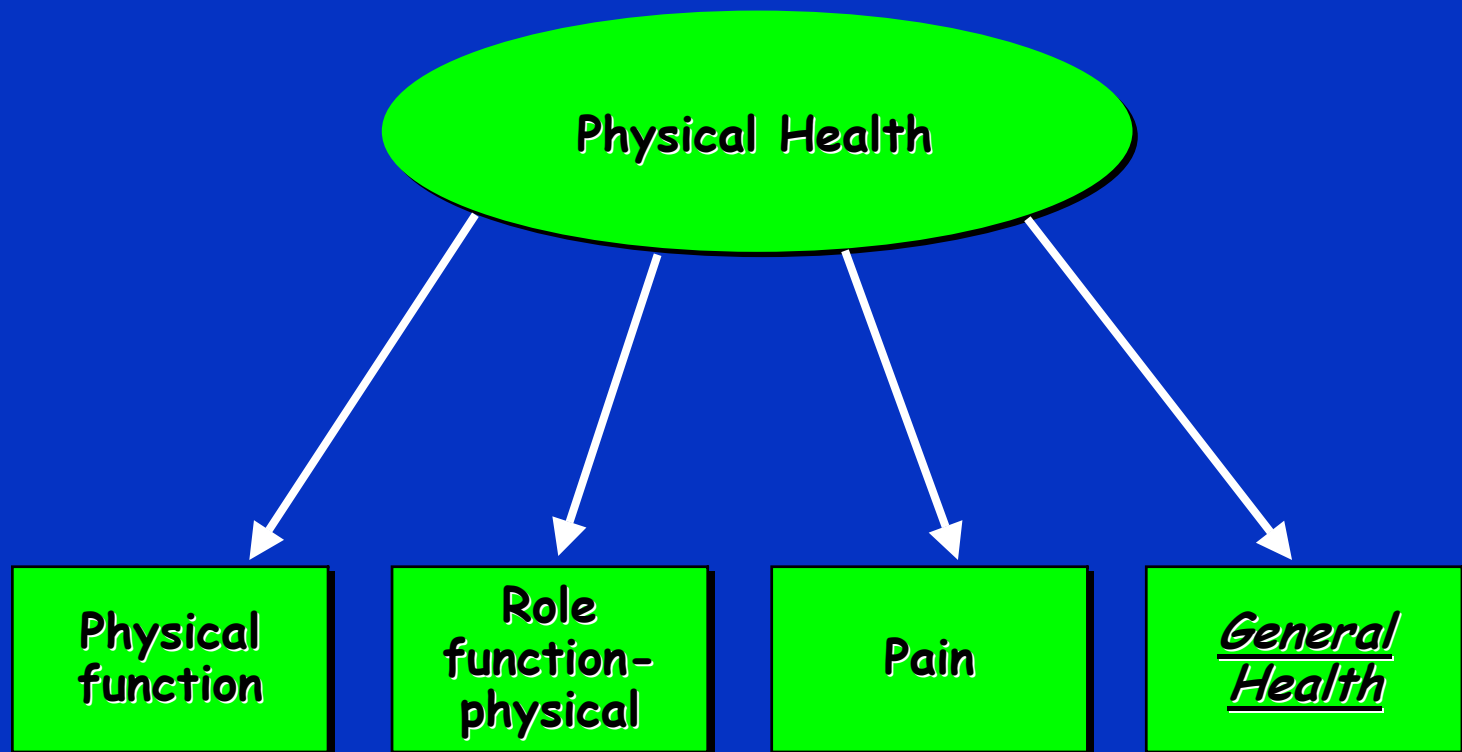 Physical Health
Physical
function
Role
function-
physical
Pain
General
Health